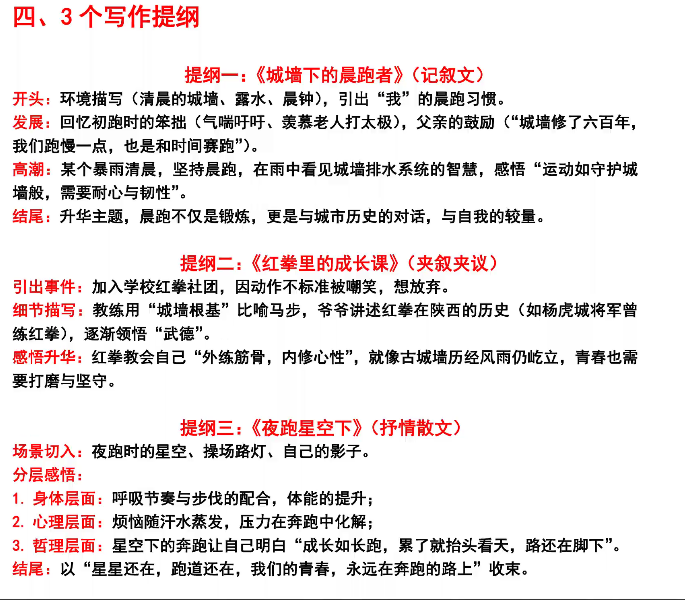 四、3个写作提纲
提纲一：《城墙下的晨跑者》（记叙文）
开头：环境描写（清晨的城墙、露水、晨钟），引出“我”的晨跑习惯。
发展：回忆初跑时的笨拙（气喘吁吁、羡慕老人打太极），父亲的鼓励（“城墙修了六百年，
我们跑慢一点，也是和时间赛跑”）。
高潮：某个暴雨清晨，坚持晨跑，在雨中看见城墙排水系统的智慧，感悟“运动如守护城
墙般，需要耐心与韧性”。
结尾：升华主题，晨跑不仅是锻炼，更是与城市历史的对话，与自我的较量。
提纲二：《红拳里的成长课》（夹叙夹议）
引出事件：加入学校红拳社团，因动作不标准被嘲笑，想放弃。
细节描写：教练用“城墙根基”比喻马步，爷爷讲述红拳在陕西的历史（如杨虎城将军曾
练红拳），逐渐领悟“武德”。
感悟升华：红拳教会自己“外练筋骨，内修心性”，就像古城墙历经风雨仍屹立，青春也需
要打磨与坚守。
提纲三：《夜跑星空下》（抒情散文）
场景切入：夜跑时的星空、操场路灯、自己的影子。
分层感悟：
1. 身体层面：呼吸节奏与步伐的配合，体能的提升；
2. 心理层面：烦恼随汗水蒸发，压力在奔跑中化解；
3. 哲理层面：星空下的奔跑让自己明白“成长如长跑，累了就抬头看天，路还在脚下”。
结尾：以“星星还在，跑道还在，我们的青春，永远在奔跑的路上”收束。